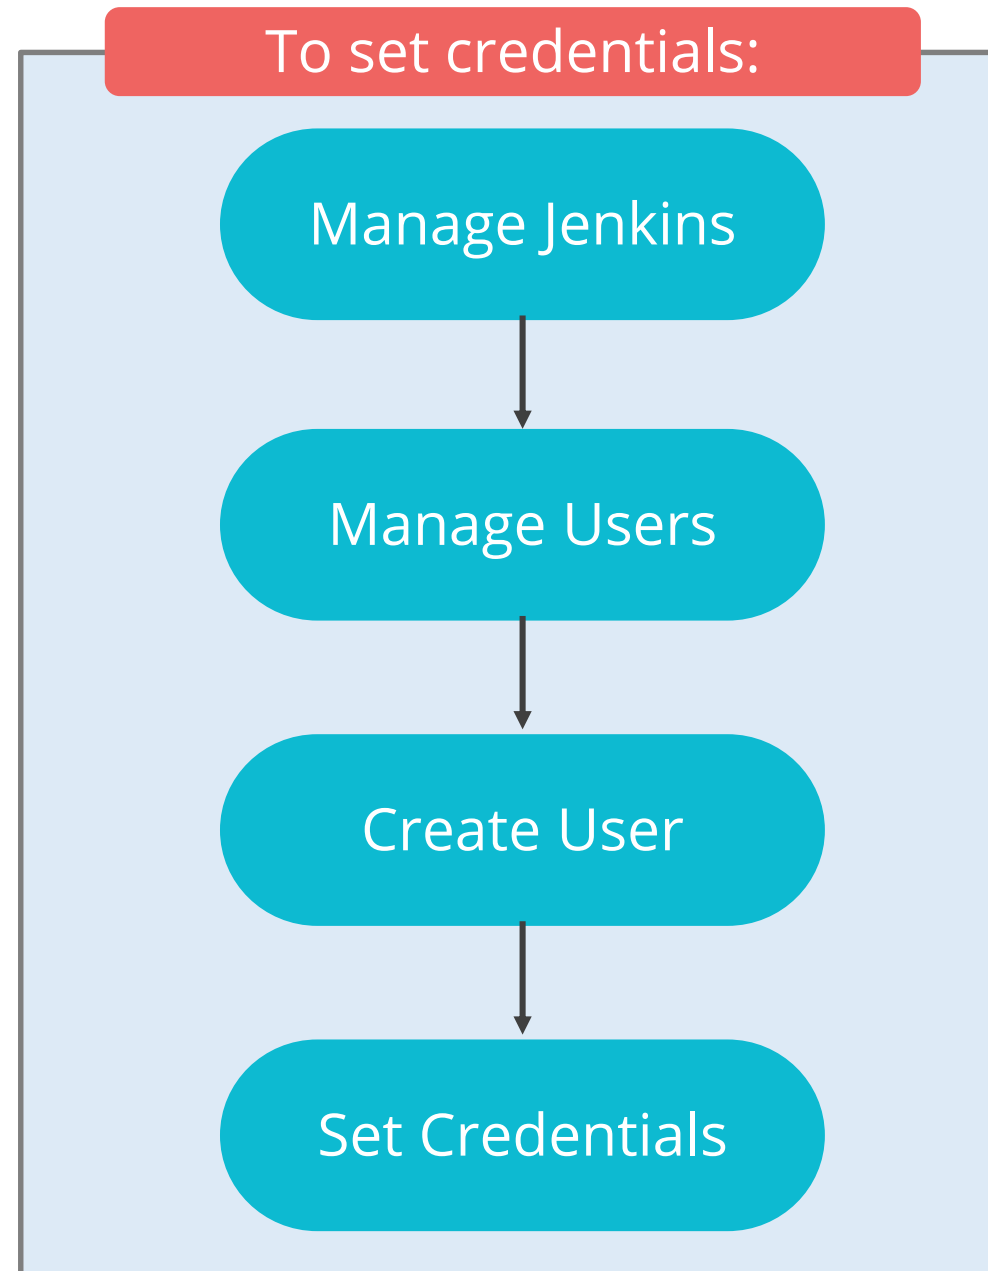 To set credentials:
Manage Jenkins
Manage Users
Create User
Set Credentials